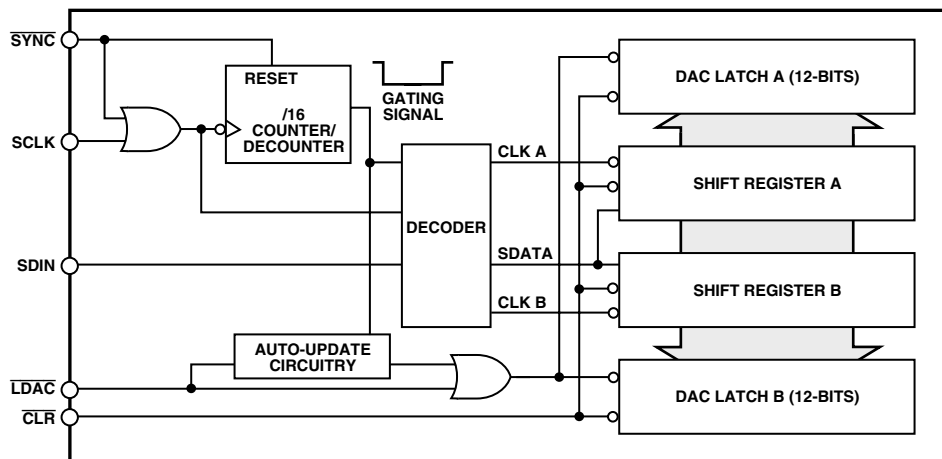 SYNC
RESET
GATING
SIGNAL
DAC LATCH A (12-BITS)
/16
COUNTER/
DECOUNTER
SCLK
CLK A
SHIFT REGISTER A
DECODER
SDIN
SDATA
SHIFT REGISTER B
CLK B
AUTO-UPDATE
CIRCUITRY
LDAC
DAC LATCH B (12-BITS)
CLR